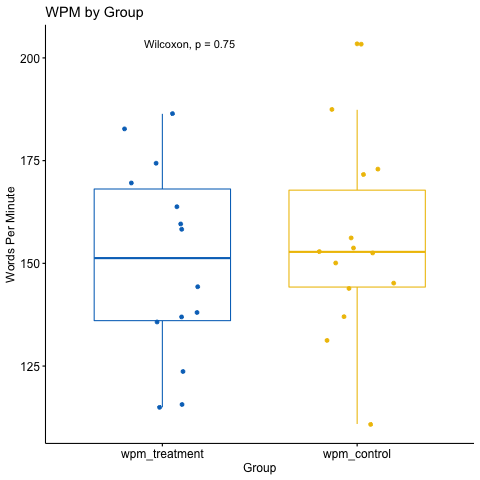 WPM by Group
Wilcoxon, p = 0.75
200
175
150
125
Words Per Minute
wpm_treatment
wpm_control
Group